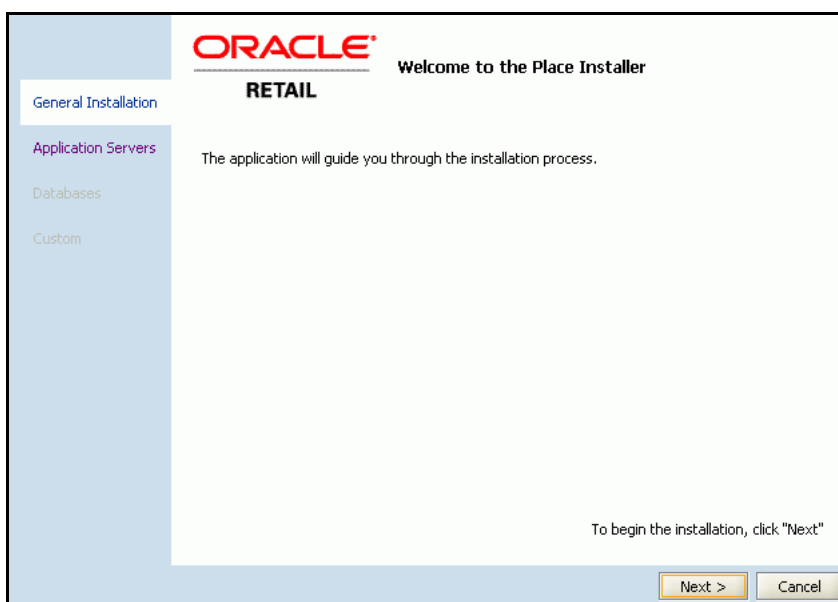 ORACLE®
RETAIL
Welcome to the Place Installer
General Installation
Application Servers
Databases
Custom
The application will guide you through the installation process.
To begin the installation, click "Next"
Next >
Cancel